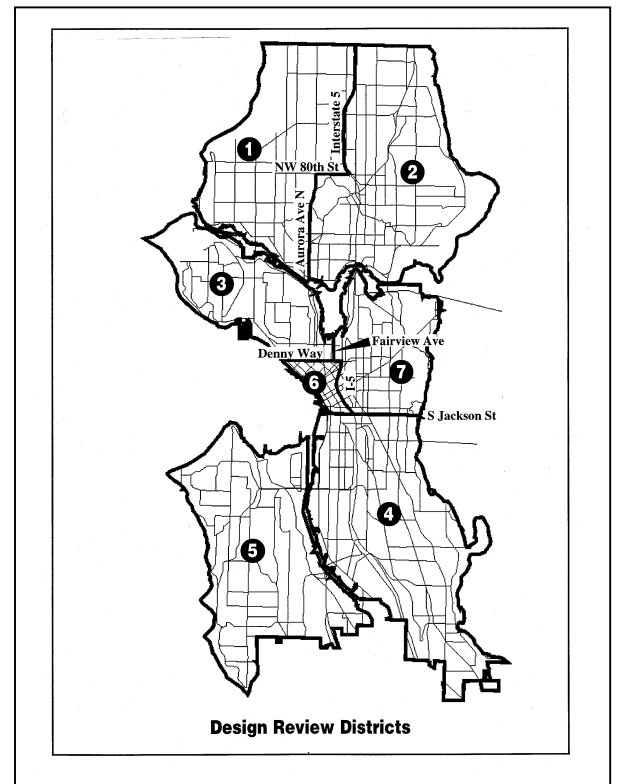 1
Interstate 5
NW 80th St
2
Aurora Ave N
3
Fairview Ave
Denny Way
6
I-5
7
S Jackson St
4
5
Design Review Districts